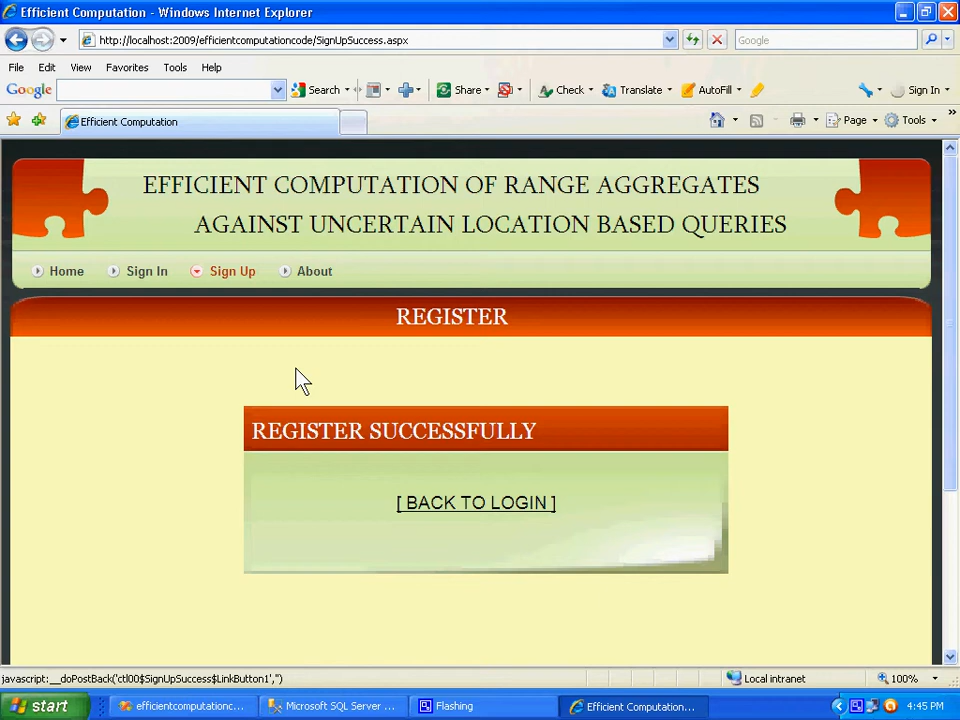 Efficient Computation - Windows Internet Explorer
http://localhost:2009/efficientcomputationcode/SignUpSuccess.aspx
Google
File Edit View Favorites Tools Help
Google Search Share Check Translate AutoFill Sign In
Efficient Computation Page Tools
EFFICIENT COMPUTATION OF RANGE AGGREGATES
AGAINST UNCERTAIN LOCATION BASED QUERIES
Home Sign In Sign Up About
REGISTER
REGISTER SUCCESSFULLY
[ BACK TO LOGIN ]
javascript:__doPostBack('ctl00$SignUpSuccess$LinkButton1','') Local intranet 100%
start efficientcomputationc... Microsoft SQL Server ... Flashing Efficient Computation... 4:45 PM